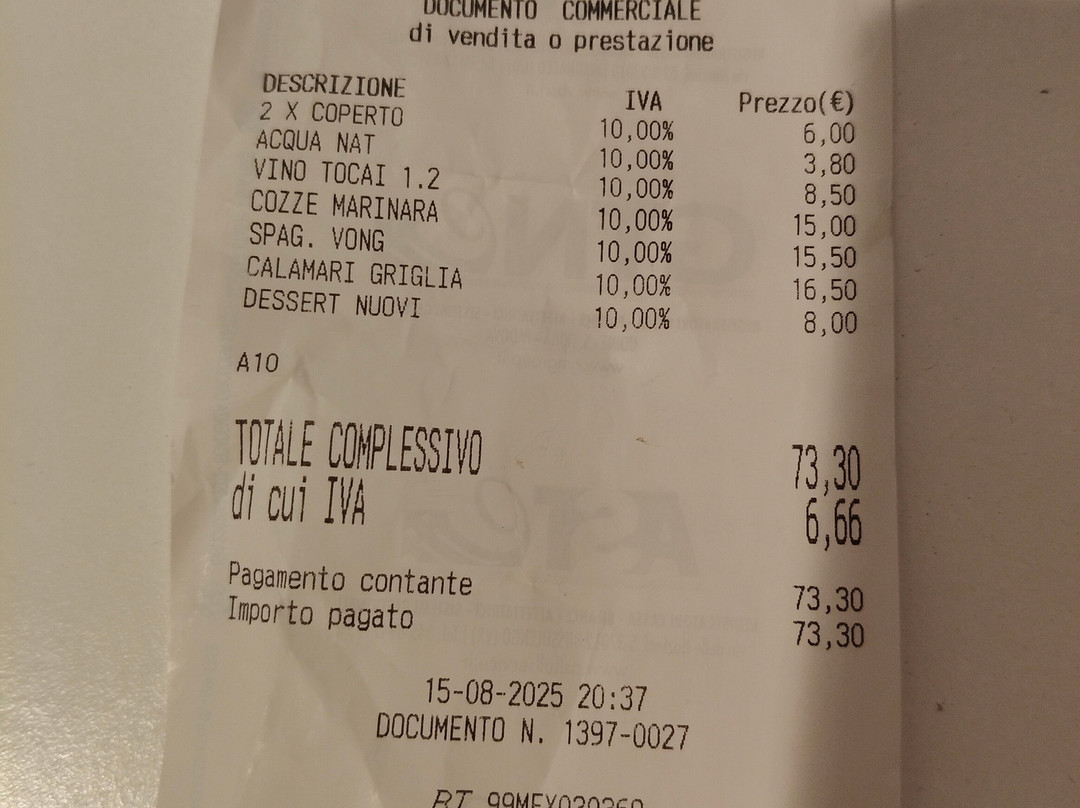 DOCUMENTO COMMERCIALE
di vendita o prestazione
DESCRIZIONE IVA Prezzo(€)
2 X COPERTO 10,00% 6,00
ACQUA NAT 10,00% 3,80
VINO TOCAI 1.2 10,00% 8,50
COZZE MARINARA 10,00% 15,00
SPAG. VONG 10,00% 15,50
CALAMARI GRIGLIA 10,00% 16,50
DESSERT NUOVI 10,00% 8,00
A10
TOTALE COMPLESSIVO 73,30
di cui IVA 6,66
Pagamento contante 73,30
Importo pagato 73,30
15-08-2025 20:37
DOCUMENTO N. 1397-0027
RT